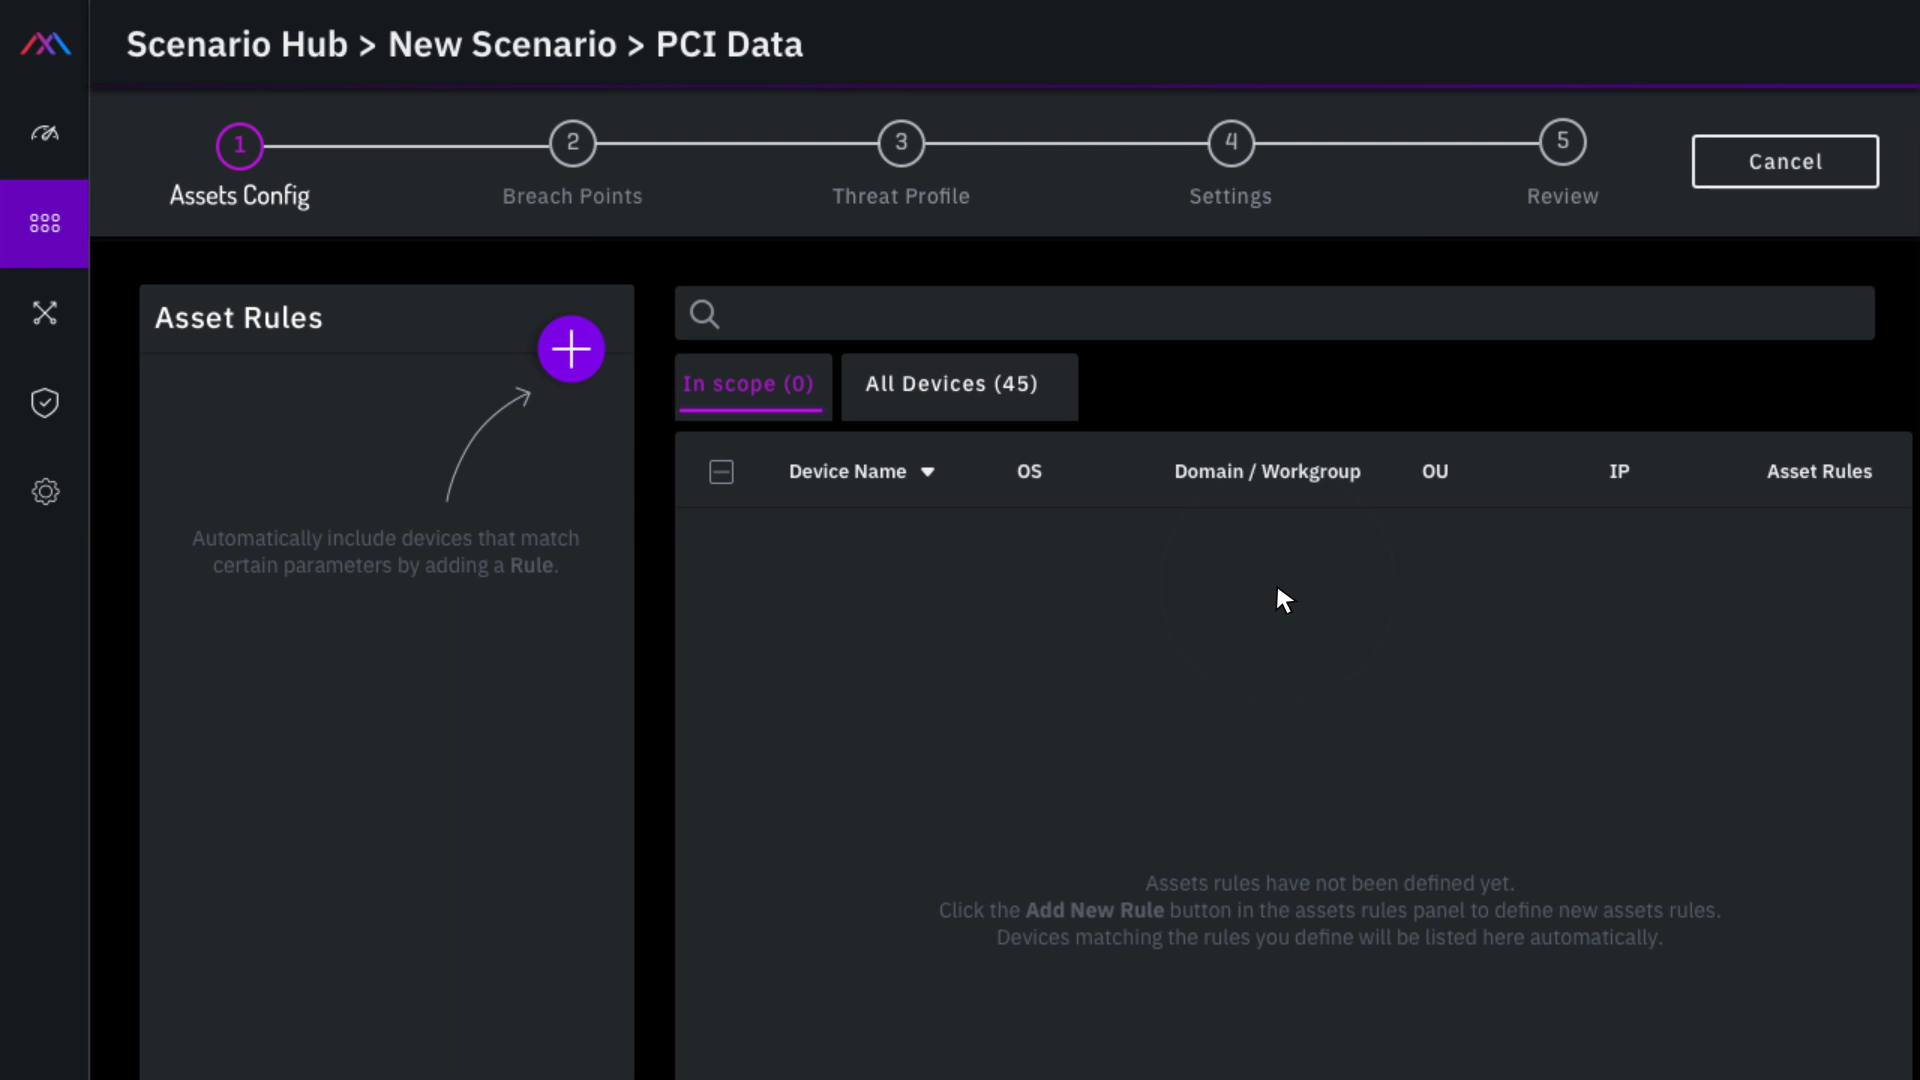 Scenario Hub > New Scenario > PCI Data
1
2
3
4
5
Assets Config
Breach Points
Threat Profile
Settings
Review
Cancel
Asset Rules
Automatically include devices that match
certain parameters by adding a Rule.
In scope (0)
All Devices (45)
Device Name
OS
Domain / Workgroup
OU
IP
Asset Rules
Assets rules have not been defined yet.
Click the Add New Rule button in the assets rules panel to define new assets rules.
Devices matching the rules you define will be listed here automatically.